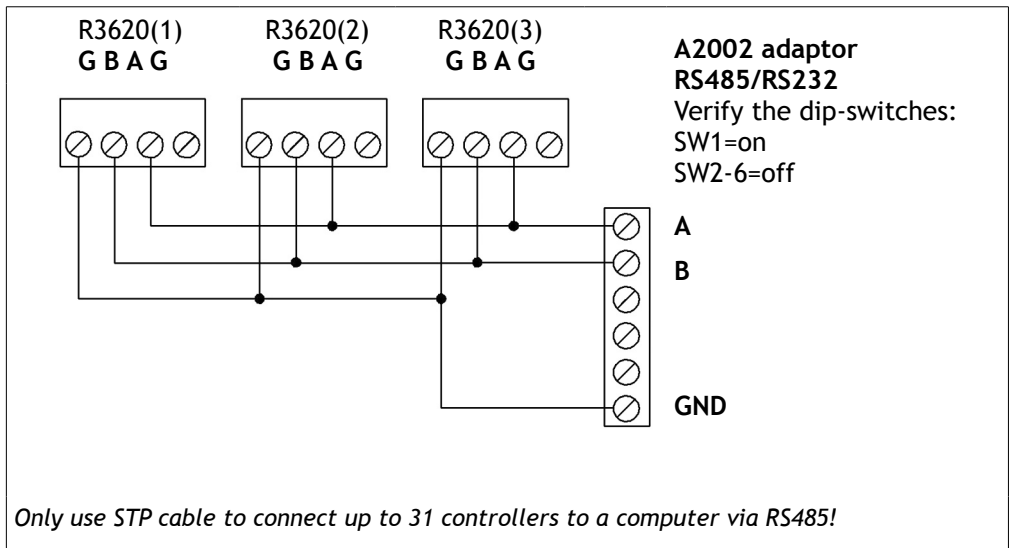 R3620(1) R3620(2) R3620(3)
G B A G G B A G G B A G
A2002 adaptor
RS485/RS232
Verify the dip-switches:
SW1=on
SW2-6=off
A
B
GND
Only use STP cable to connect up to 31 controllers to a computer via RS485!